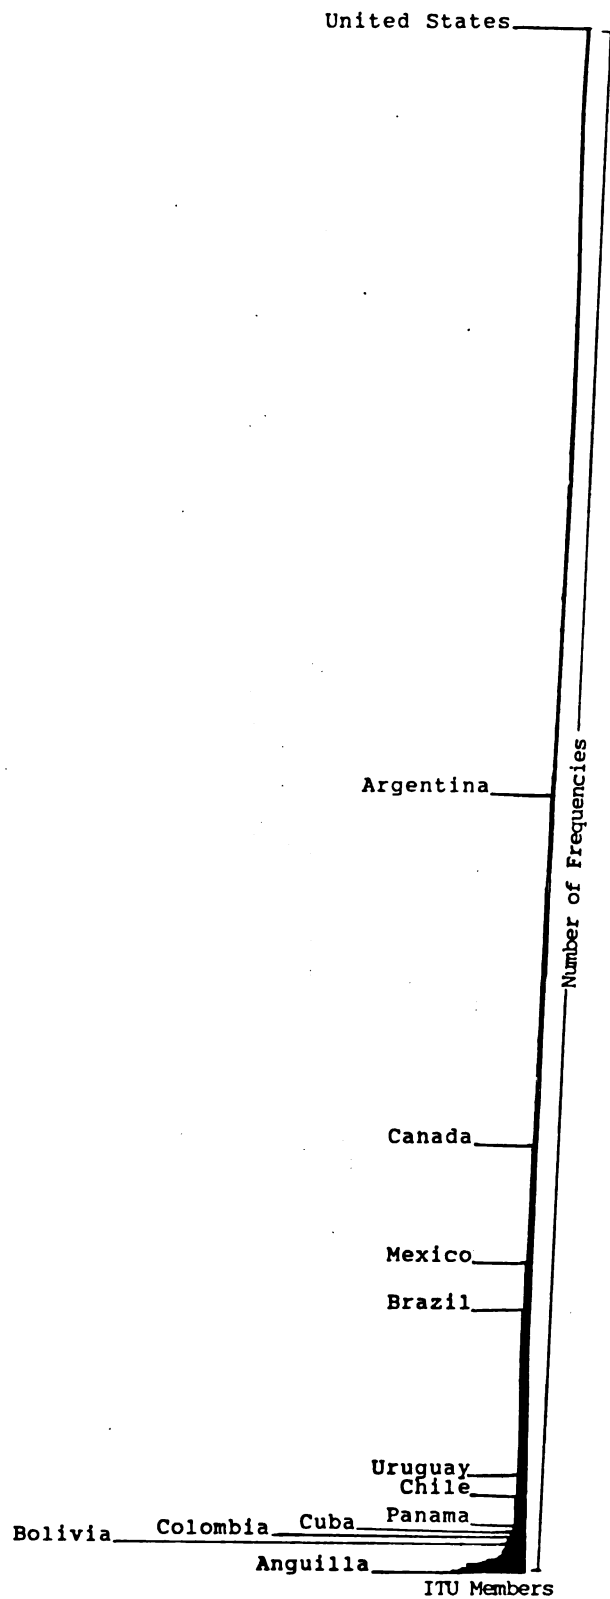 United States
Argentina
Number of Frequencies
Canada
Mexico
Brazil
Uruguay
Chile
Panama
Cuba
Colombia
Bolivia
Anguilla
ITU Members